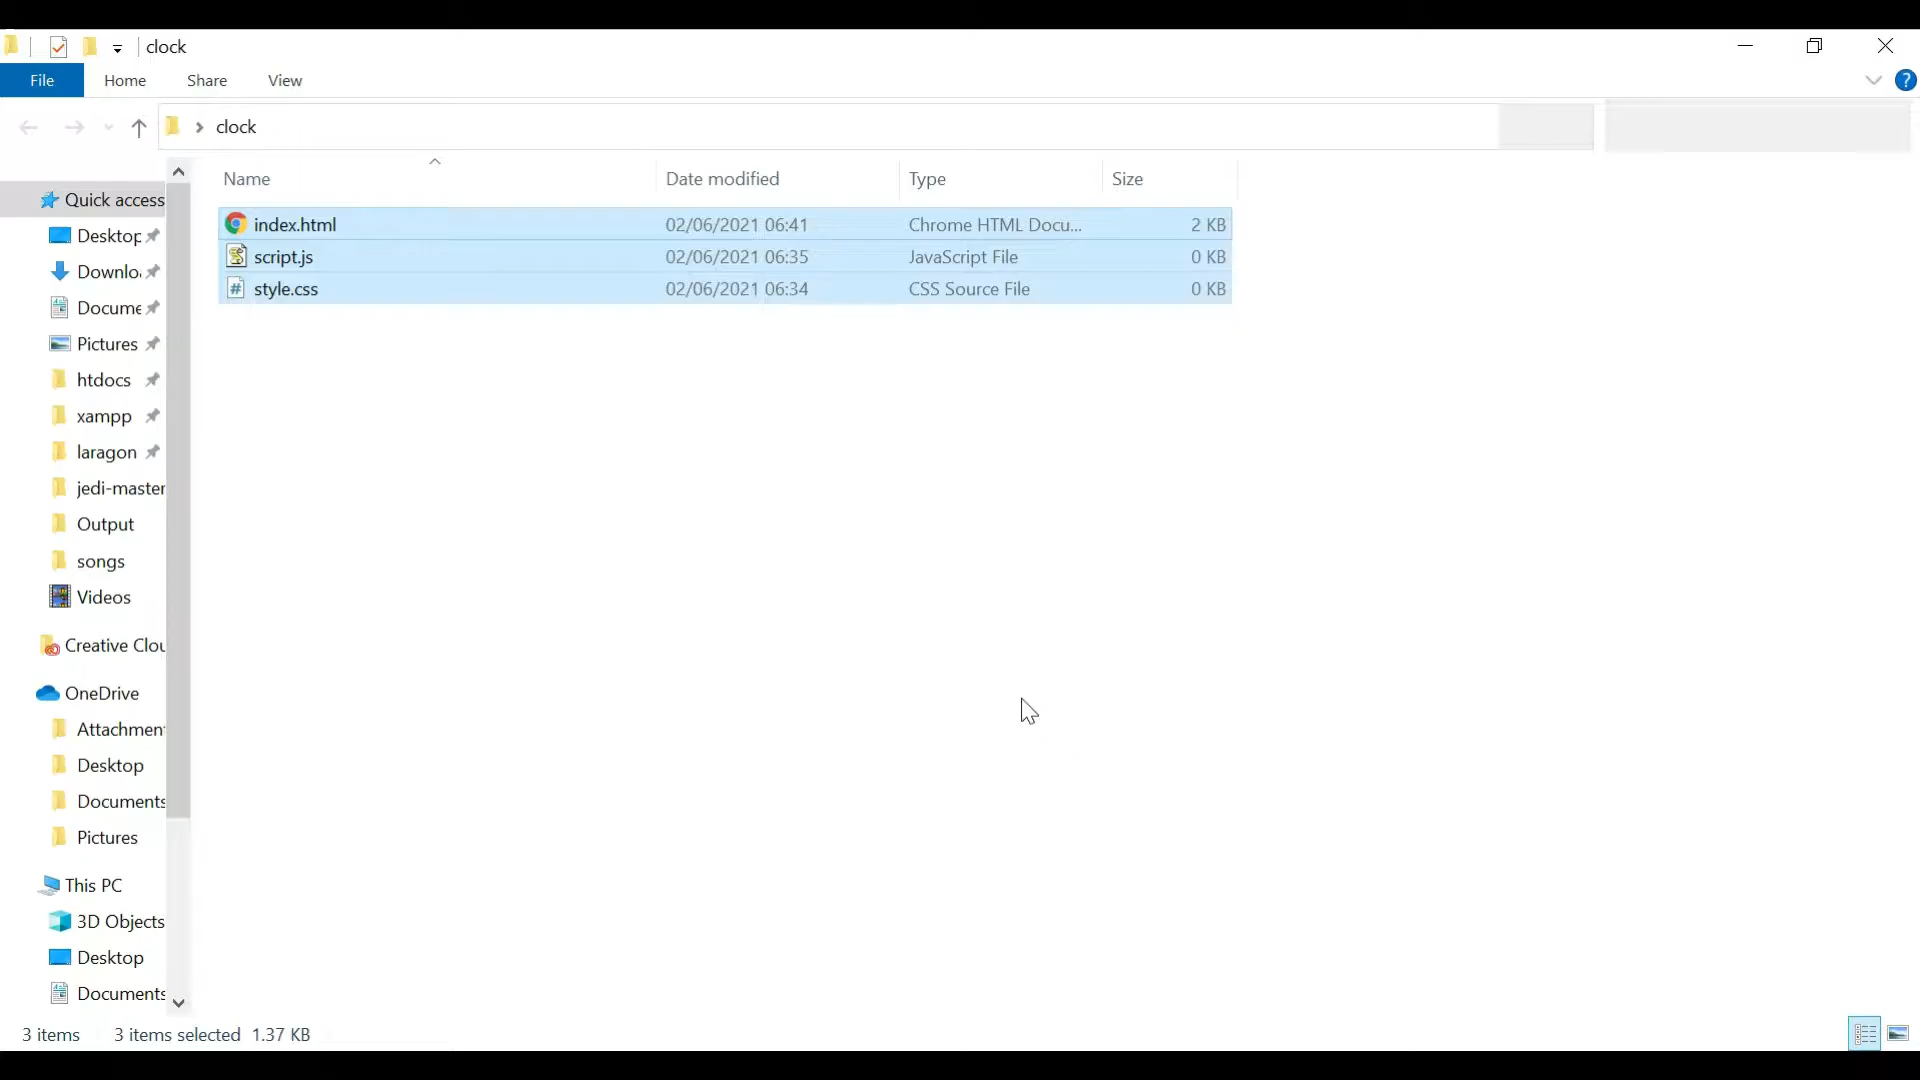 clock
File Home Share View
clock
Name Date modified Type Size
Quick access
Desktop
Downlo
Docume
Pictures
htdocs
xampp
laragon
jedi-master
Output
songs
Videos
Creative Clou
OneDrive
Attachment
Desktop
Documents
Pictures
This PC
3D Objects
Desktop
Documents
index.html 02/06/2021 06:41 Chrome HTML Docu... 2 KB
script.js 02/06/2021 06:35 JavaScript File 0 KB
style.css 02/06/2021 06:34 CSS Source File 0 KB
3 items 3 items selected 1.37 KB